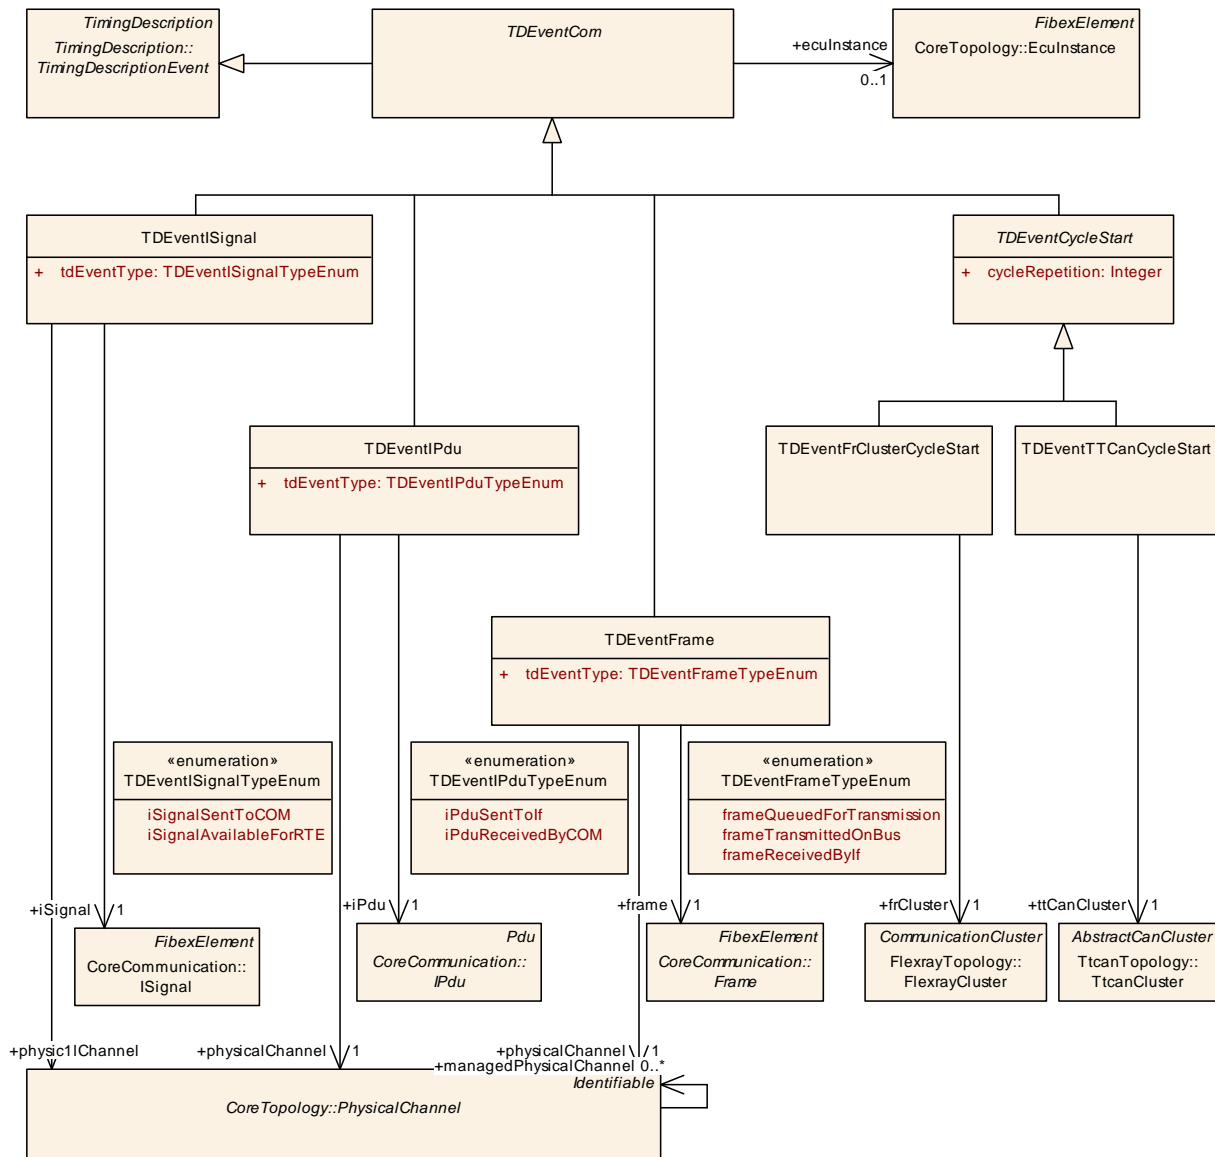 TimingDescription
TimingDescription::
TimingDescriptionEvent
TDEventCom
+ecuInstance
0..1
FibexElement
CoreTopology::EcuInstance
TDEventISignal
+ tdEventType: TDEventISignalTypeEnum
TDEventCycleStart
+ cycleRepetition: Integer
TDEventIPdu
+ tdEventType: TDEventIPduTypeEnum
TDEventFrClusterCycleStart
TDEventTTCanCycleStart
TDEventFrame
+ tdEventType: TDEventFrameTypeEnum
«enumeration»
TDEventISignalTypeEnum
iSignalSentToCOM
iSignalAvailableForRTE
«enumeration»
TDEventIPduTypeEnum
iPduSentToIf
iPduReceivedByCOM
«enumeration»
TDEventFrameTypeEnum
frameQueuedForTransmission
frameTransmittedOnBus
frameReceivedByIf
+iSignal 1
+iPdu 1
+frame 1
+frCluster 1
+ttCanCluster 1
FibexElement
CoreCommunication::
ISignal
Pdu
CoreCommunication::
IPdu
FibexElement
CoreCommunication::
Frame
CommunicationCluster
FlexrayTopology::
FlexrayCluster
AbstractCanCluster
TtcanTopology::
TtcanCluster
+physic1lChannel
+physicalChannel 1
+physicalChannel 1
+managedPhysicalChannel 0..*
Identifiable
CoreTopology::PhysicalChannel